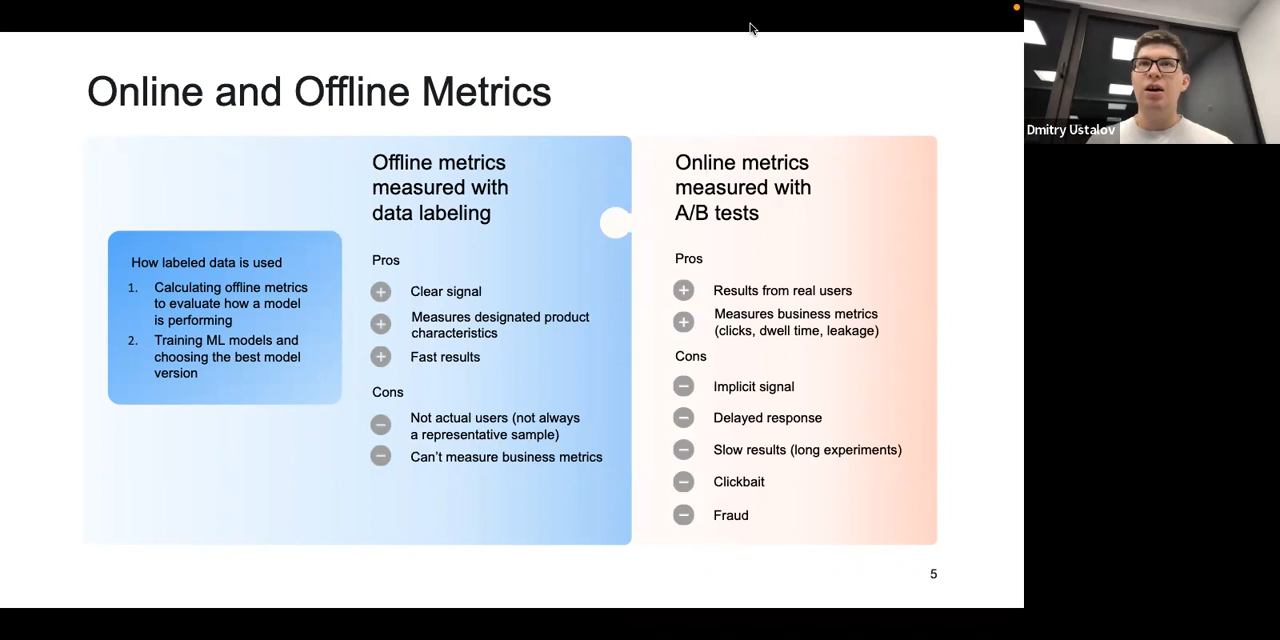 Online and Offline Metrics
How labeled data is used
1. Calculating offline metrics
to evaluate how a model
is performing
2. Training ML models and
choosing the best model
version
Offline metrics
measured with
data labeling
Pros
Clear signal
Measures designated product
characteristics
Fast results
Cons
Not actual users (not always
a representative sample)
Can't measure business metrics
Online metrics
measured with
A/B tests
Pros
Results from real users
Measures business metrics
(clicks, dwell time, leakage)
Cons
Implicit signal
Delayed response
Slow results (long experiments)
Clickbait
Fraud
5
Dmitry Ustalov